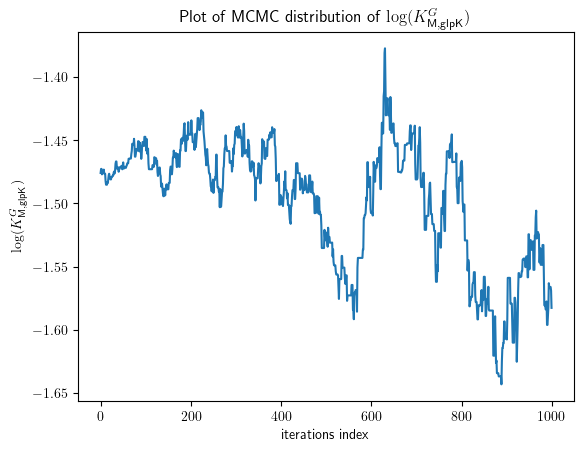 Plot of MCMC distribution of log(K^G_M,glpK)
log(K^G_M,glpK)
−1.40
−1.45
−1.50
−1.55
−1.60
−1.65
0 200 400 600 800 1000
iterations index